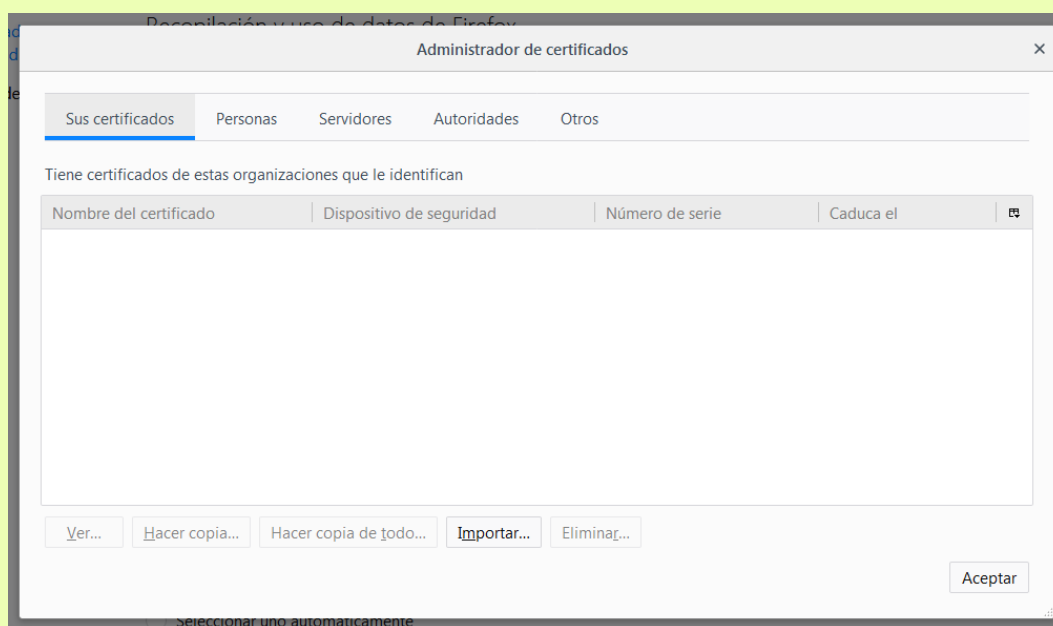 Recopilación y uso de datos de Firefox
Administrador de certificados
ad
d
de
Sus certificados Personas Servidores Autoridades Otros
Tiene certificados de estas organizaciones que le identifican
Nombre del certificado Dispositivo de seguridad Número de serie Caduca el
Ver... Hacer copia... Hacer copia de todo... Importar... Eliminar...
Aceptar
Seleccionar uno automáticamente